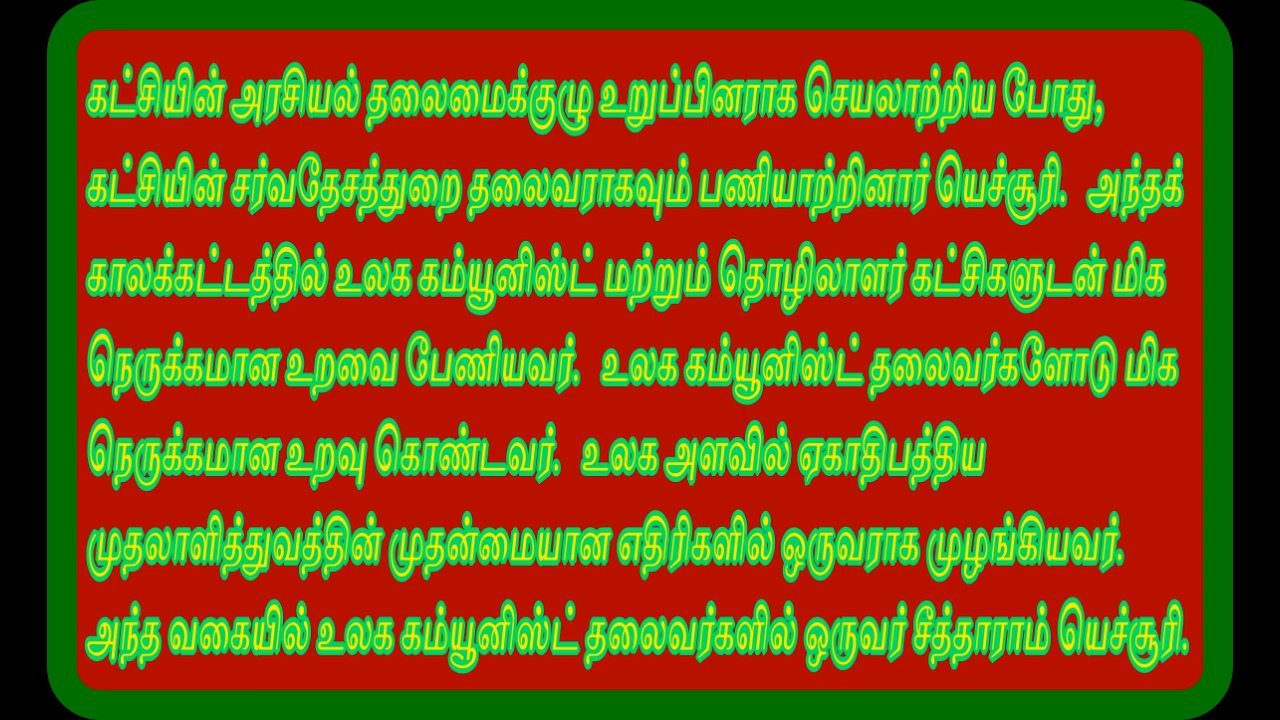 கட்சியின் அரசியல் தலைமைக்குழு உறுப்பினராக செயலாற்றிய போது,
கட்சியின் சர்வதேசத்துறை தலைவராகவும் பணியாற்றினார் யெச்சூரி. அந்தக்
காலக்கட்டத்தில் உலக கம்யூனிஸ்ட் மற்றும் தொழிலாளர் கட்சிகளுடன் மிக
நெருக்கமான உறவை பேணியவர். உலக கம்யூனிஸ்ட் தலைவர்களோடு மிக
நெருக்கமான உறவு கொண்டவர். உலக அளவில் ஏகாதிபத்திய
முதலாளித்துவத்தின் முதன்மையான எதிரிகளில் ஒருவராக முழங்கியவர்.
அந்த வகையில் உலக கம்யூனிஸ்ட் தலைவர்களில் ஒருவர் சீத்தாராம் யெச்சூரி.